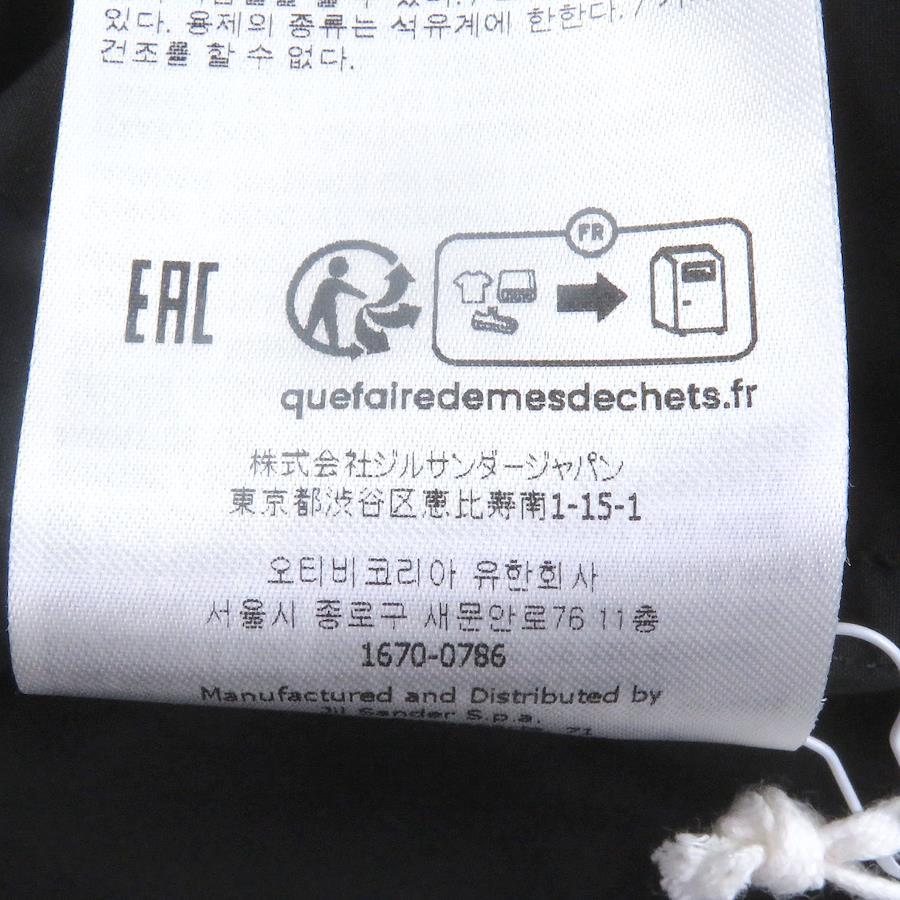 있다. 용제의 종류는 석유계에 한한다. / 기
건조를 할 수 없다.
FR
EAC
quefairedemesdechets.fr
株式会社ジルサンダージャパン
東京都渋谷区恵比寿南1-15-1
오티비코리아 유한회사
서울시 종로구 새문안로76 11층
1670-0786
Manufactured and Distributed by
Jil Sander S.p.a.